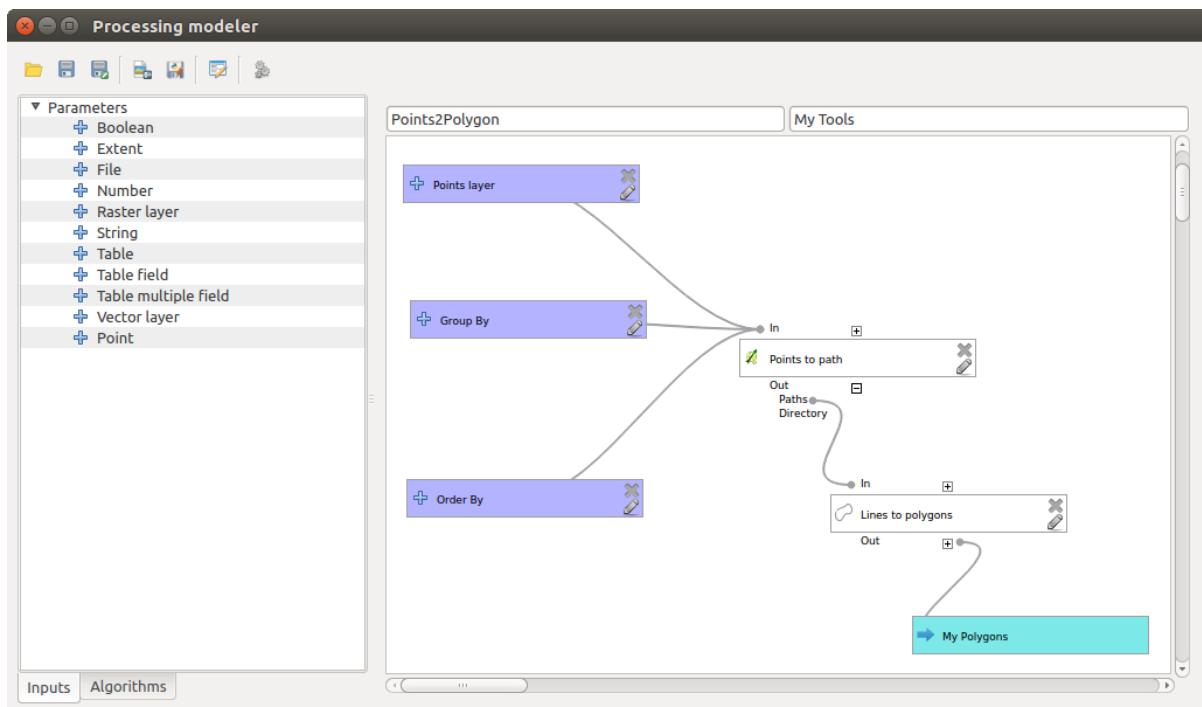 Processing modeler
Parameters
Boolean
Extent
File
Number
Raster layer
String
Table
Table field
Table multiple field
Vector layer
Point
Inputs
Algorithms
Points2Polygon
My Tools
Points layer
Group By
Order By
In
Points to path
Out
Paths
Directory
In
Lines to polygons
Out
My Polygons